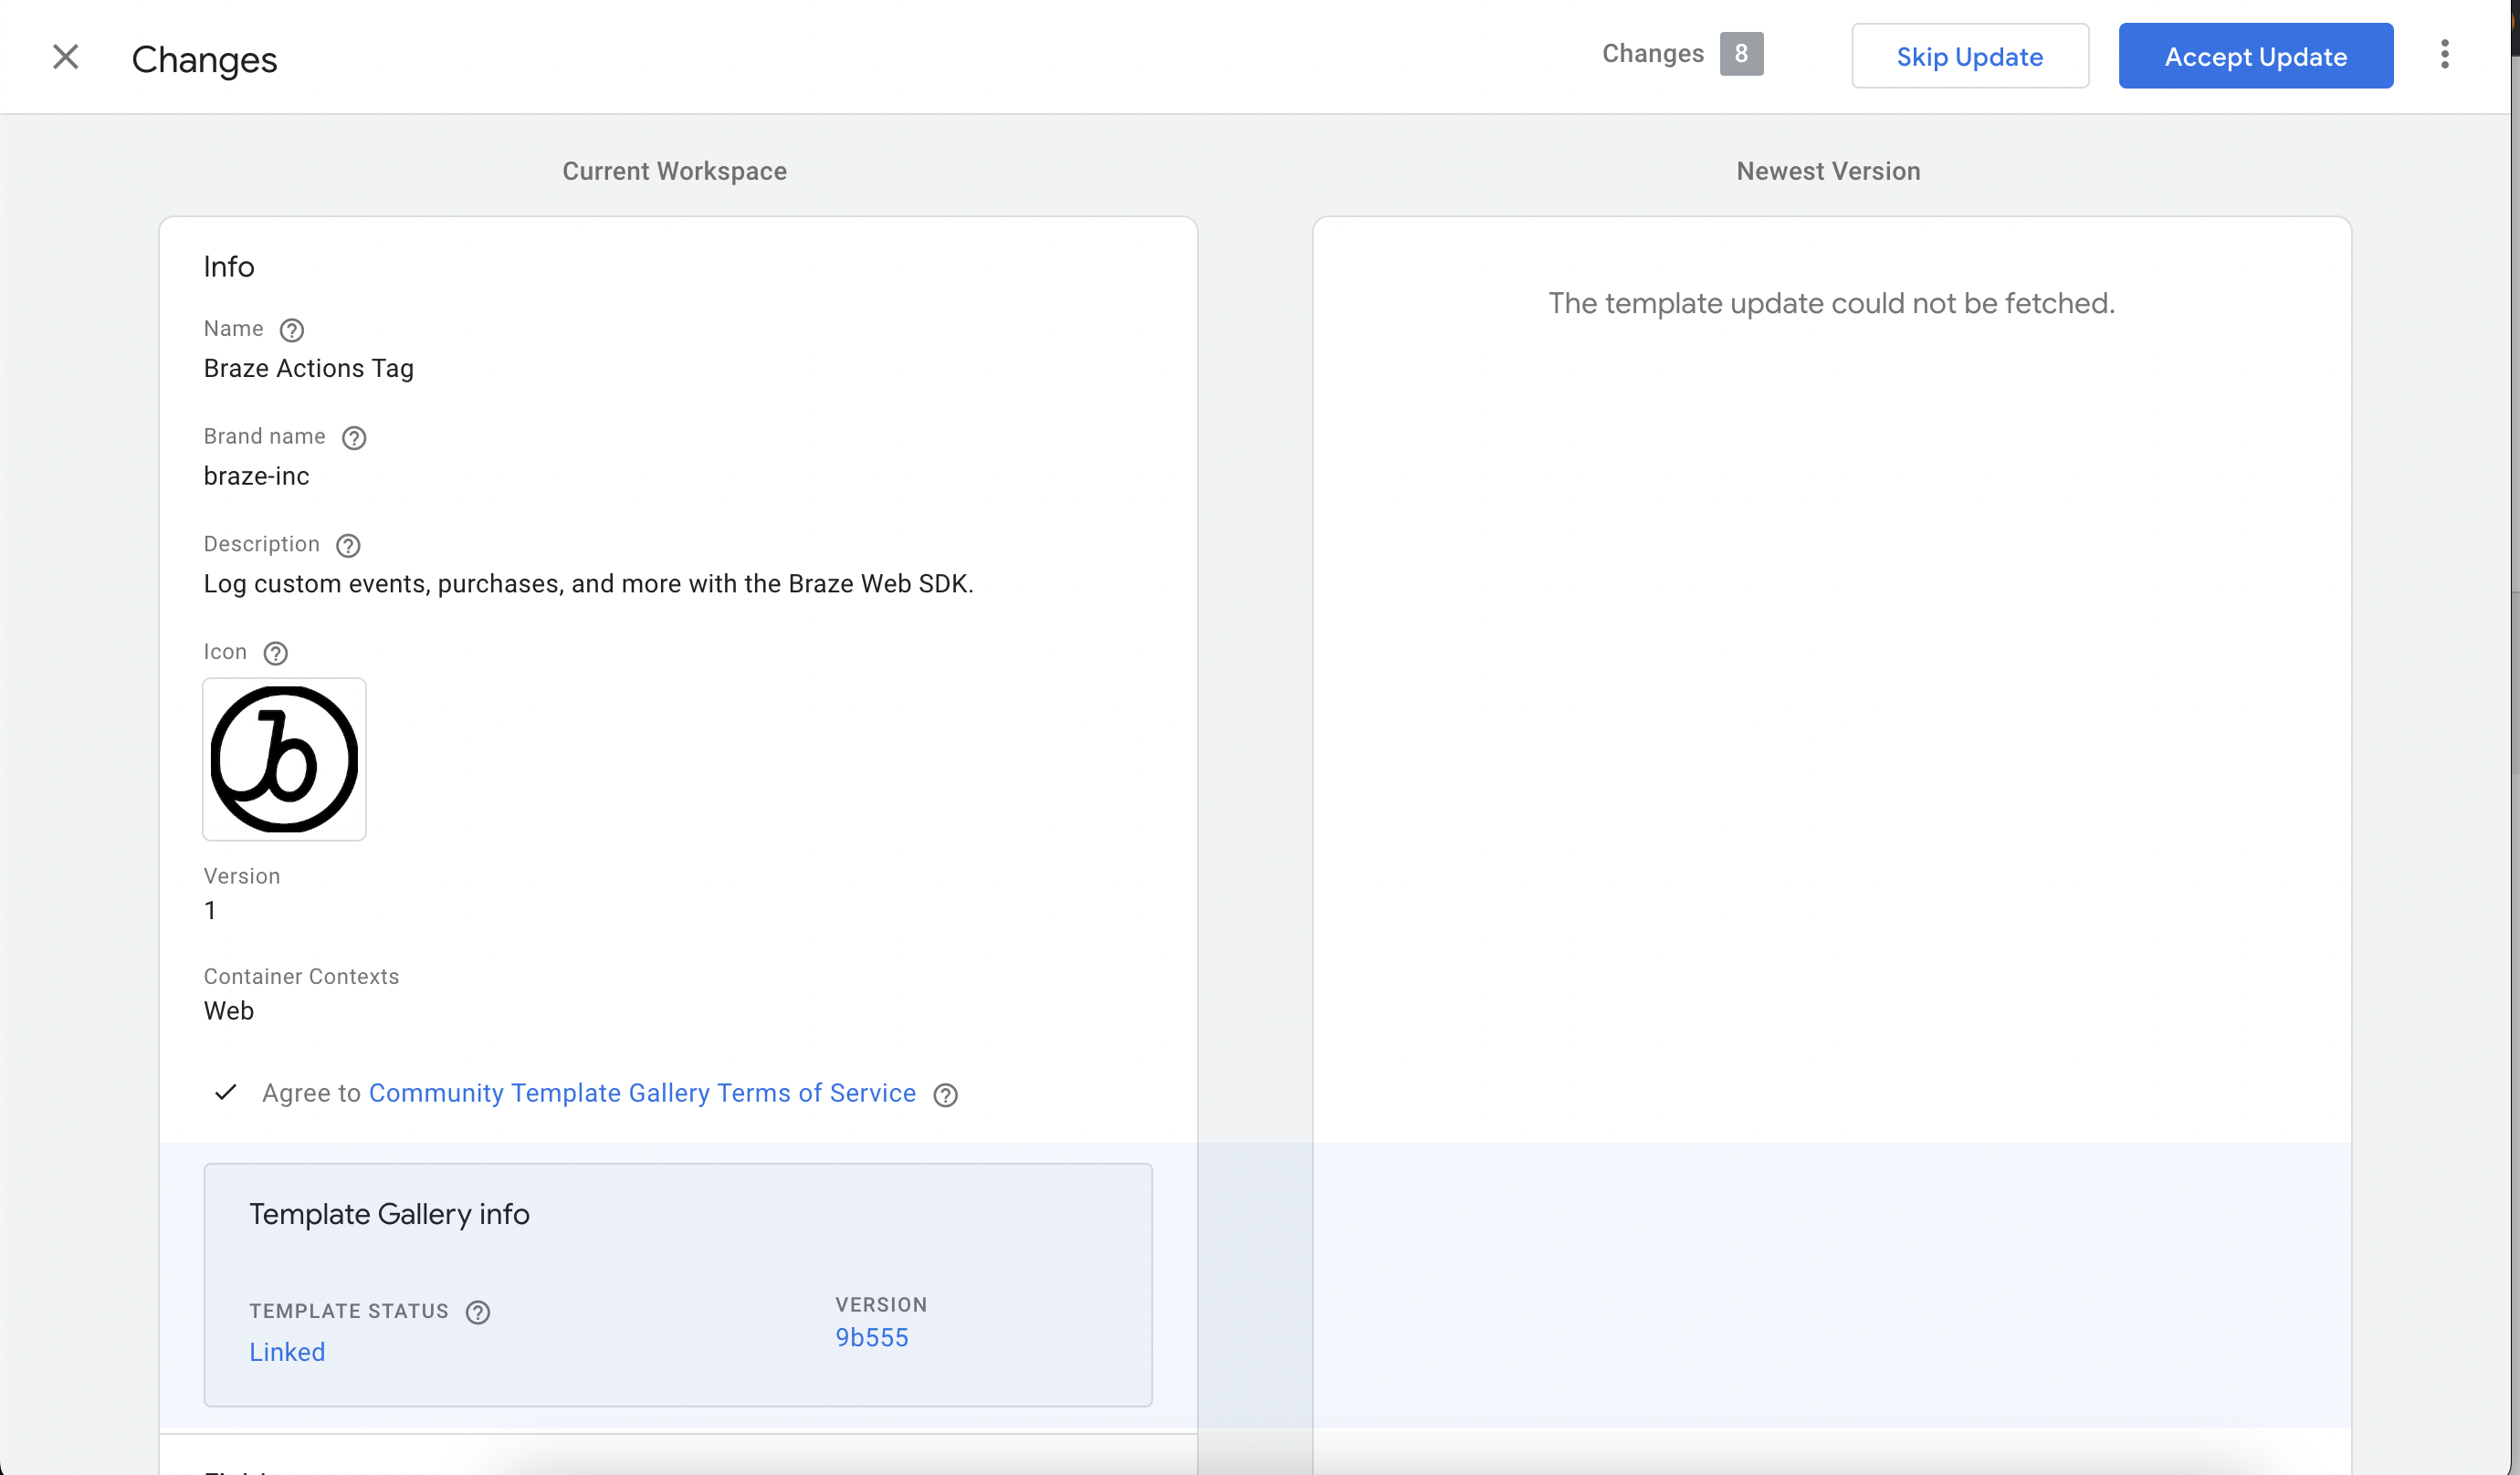 Changes
Changes 8
Skip Update
Accept Update
Current Workspace
Newest Version
Info
Name
Braze Actions Tag
Brand name
braze-inc
Description
Log custom events, purchases, and more with the Braze Web SDK.
Icon
b
Version
1
Container Contexts
Web
Agree to Community Template Gallery Terms of Service
Template Gallery info
TEMPLATE STATUS
Linked
VERSION
9b555
The template update could not be fetched.